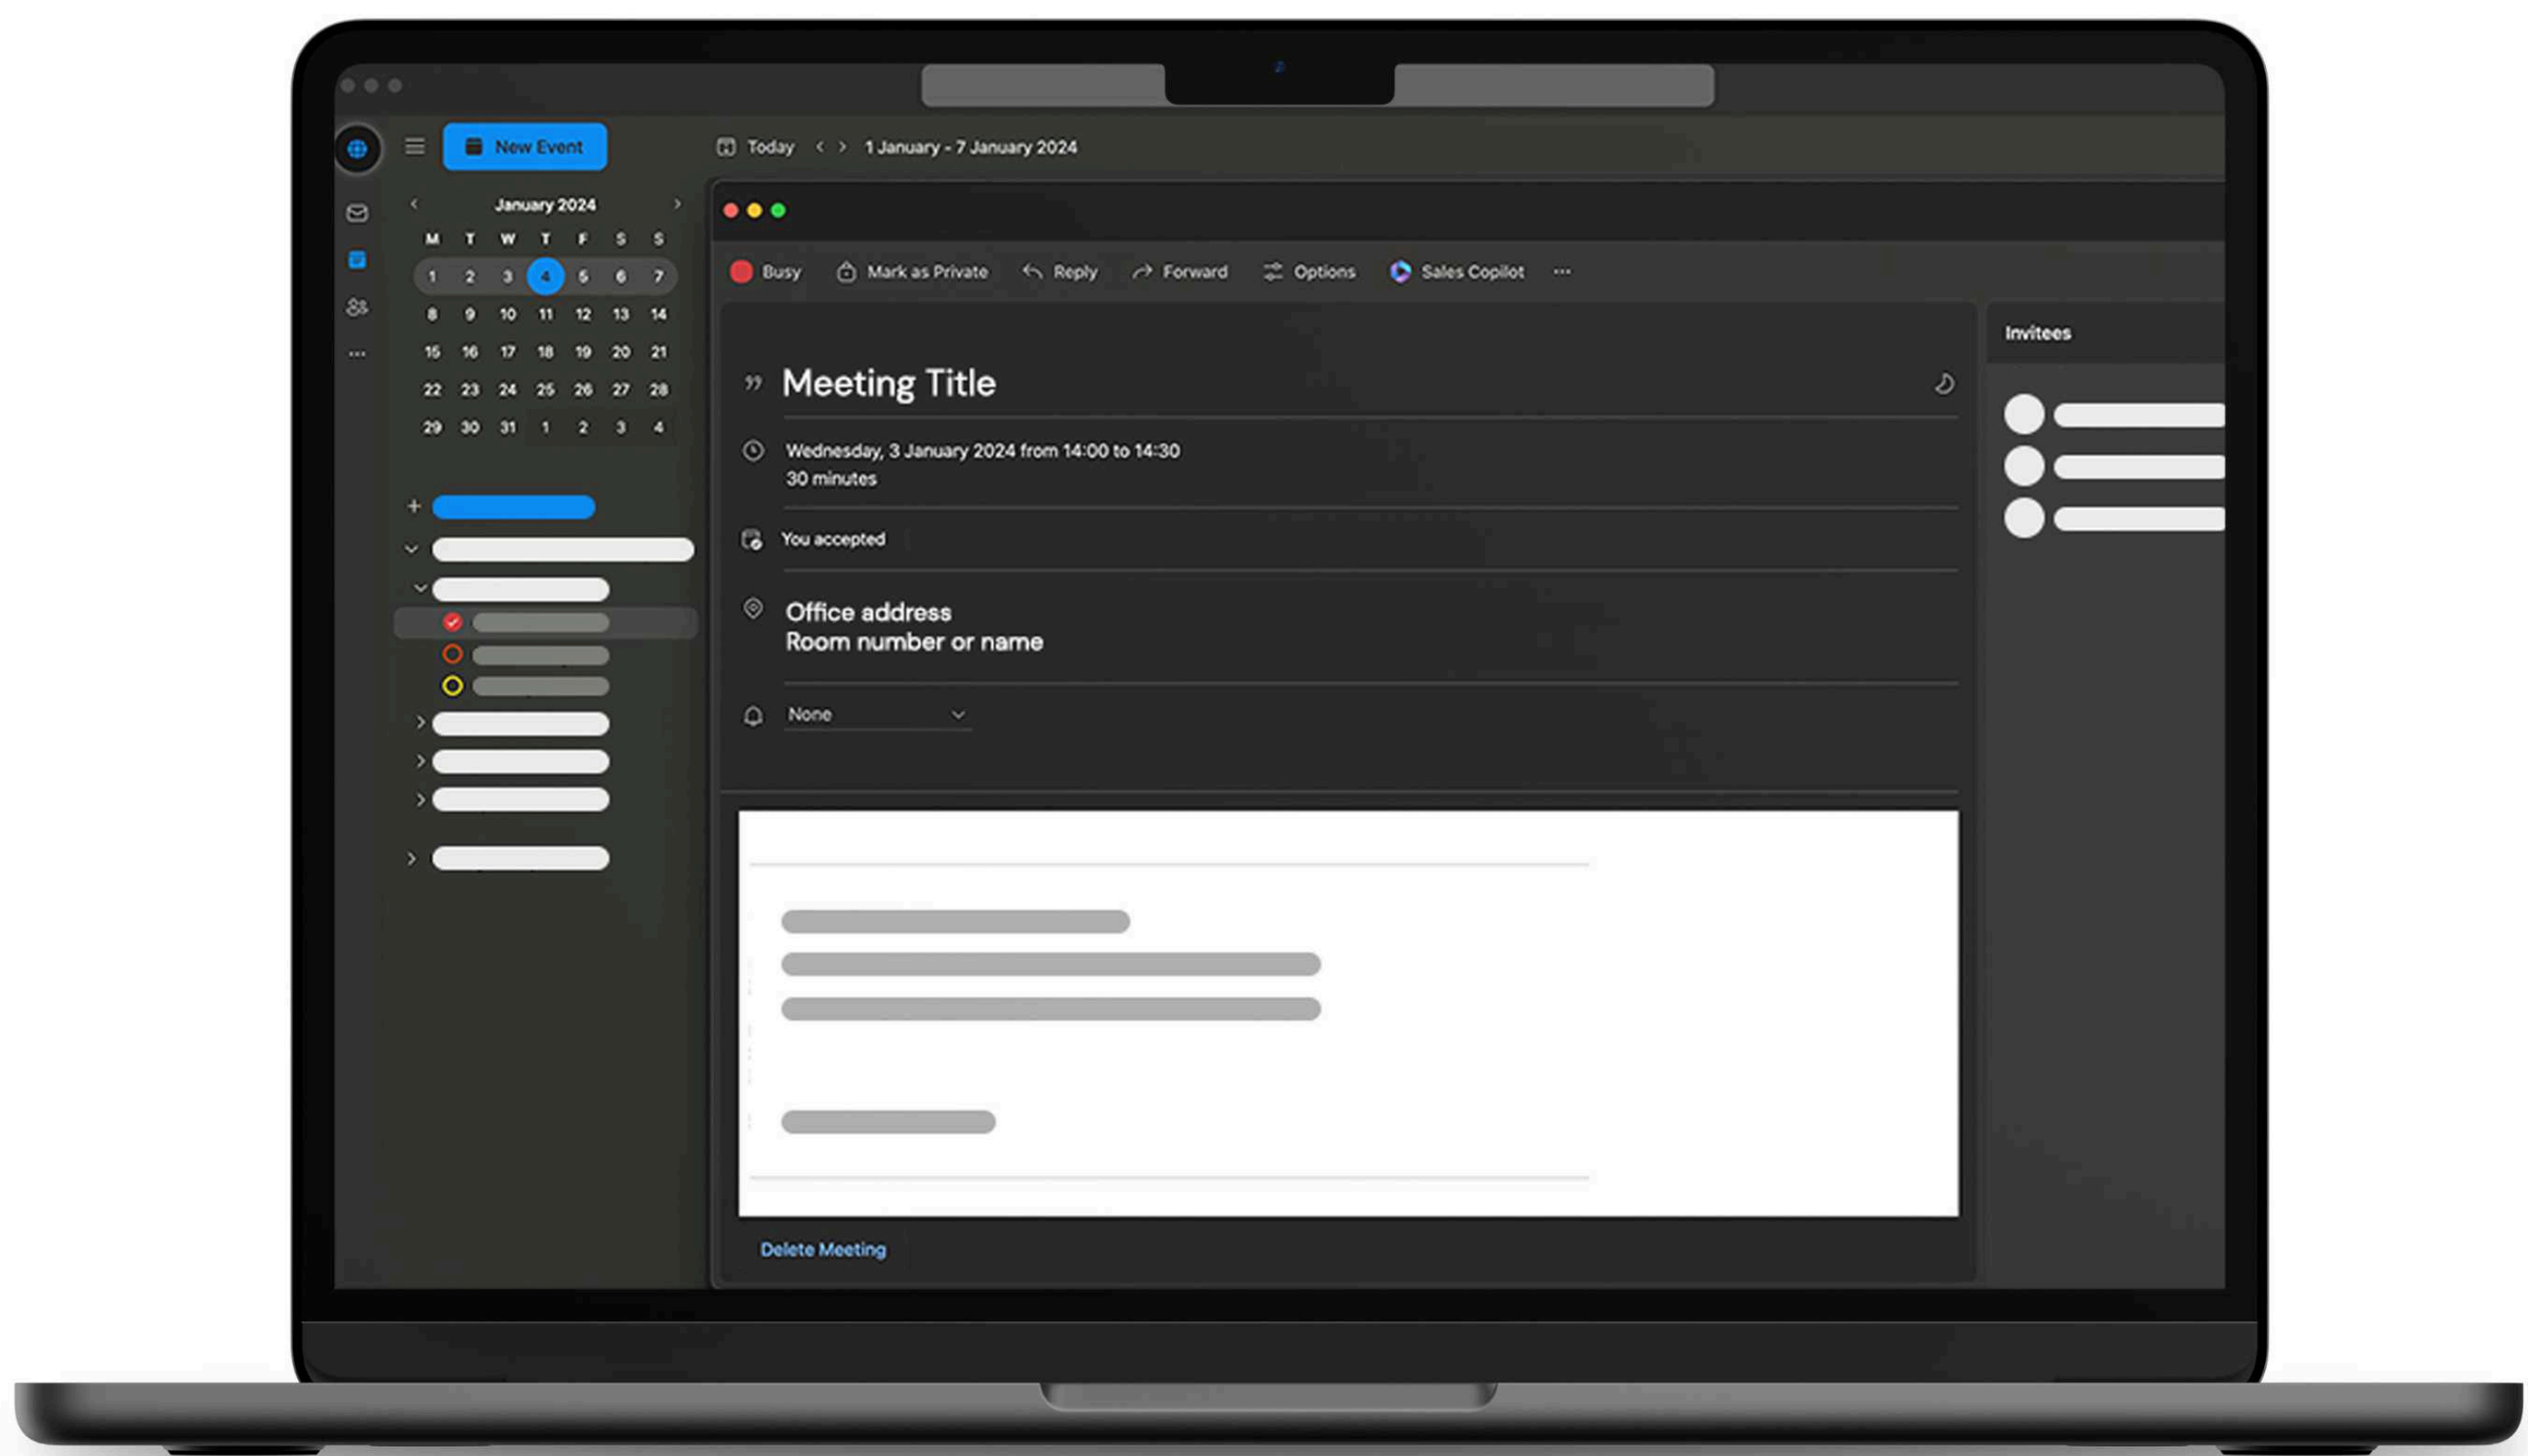 New Event
Today
1 January - 7 January 2024
January 2024
M T W T F S S
1 2 3 4 5 6 7
8 9 10 11 12 13 14
15 16 17 18 19 20 21
22 23 24 25 26 27 28
29 30 31 1 2 3 4
Busy
Mark as Private
Reply
Forward
Options
Sales Copilot
Meeting Title
Wednesday, 3 January 2024 from 14:00 to 14:30
30 minutes
You accepted
Office address
Room number or name
None
Delete Meeting
Invitees